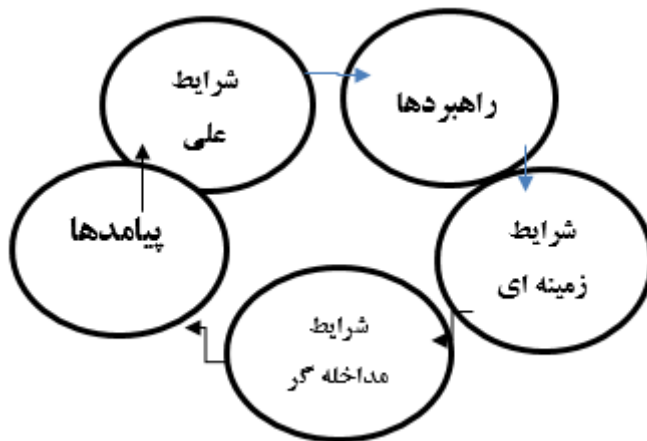 شرایط
علی
راهبردها
شرایط
زمینه ای
شرایط
مداخله گر
پیامدها